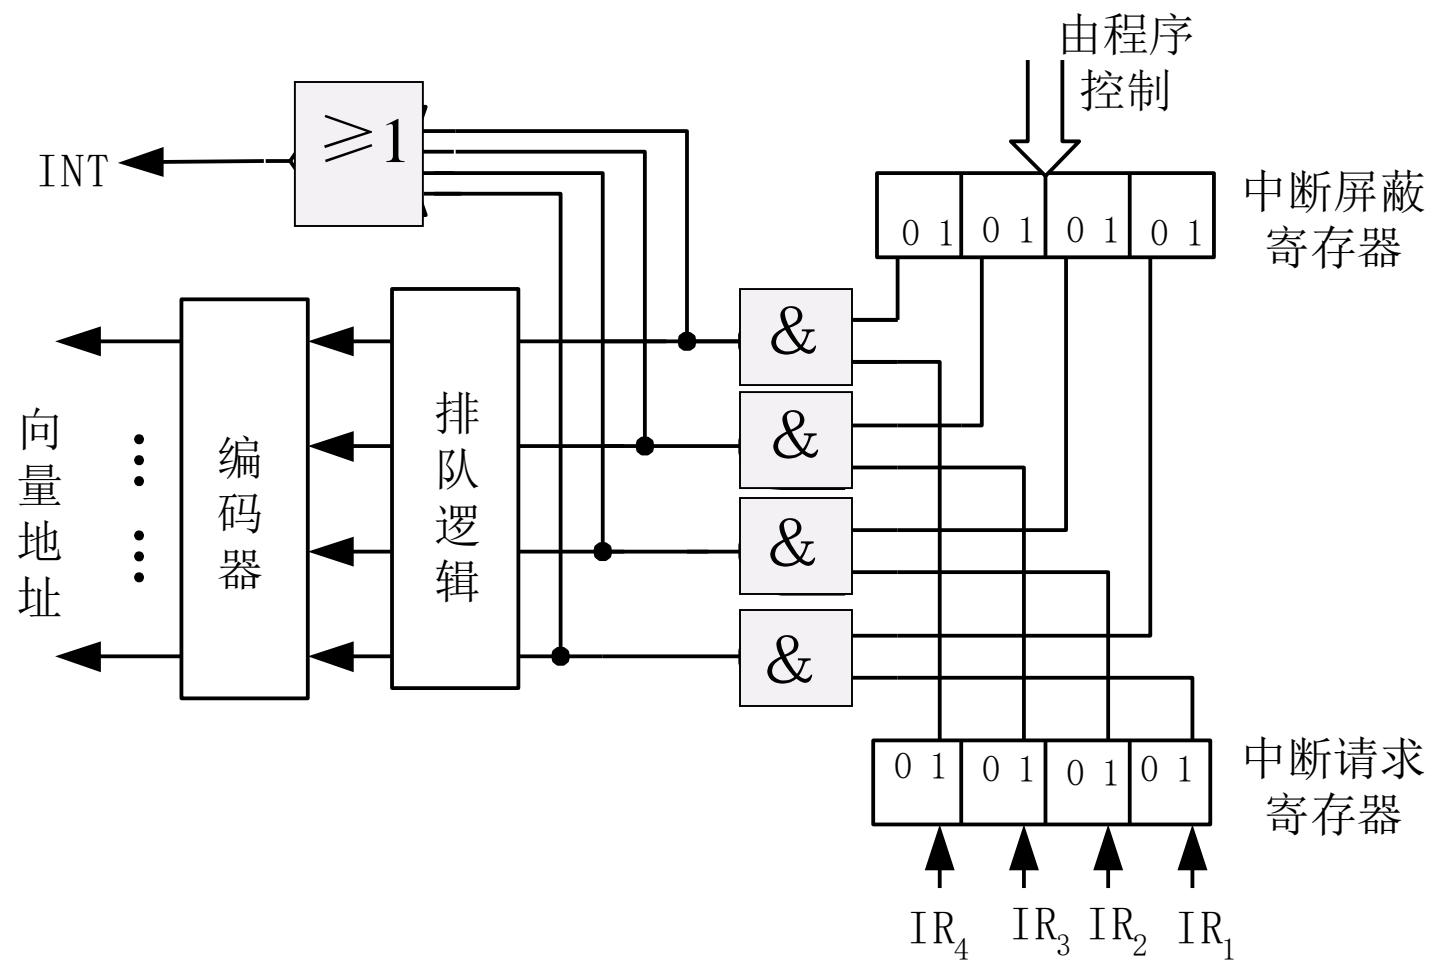 由程序
控制
≥1
INT
中断屏蔽
寄存器
0 1 0 1 0 1 0 1
&
&
&
&
向量地址
编码器
排队逻辑
中断请求
寄存器
0 1 0 1 0 1 0 1
IR4 IR3 IR2 IR1